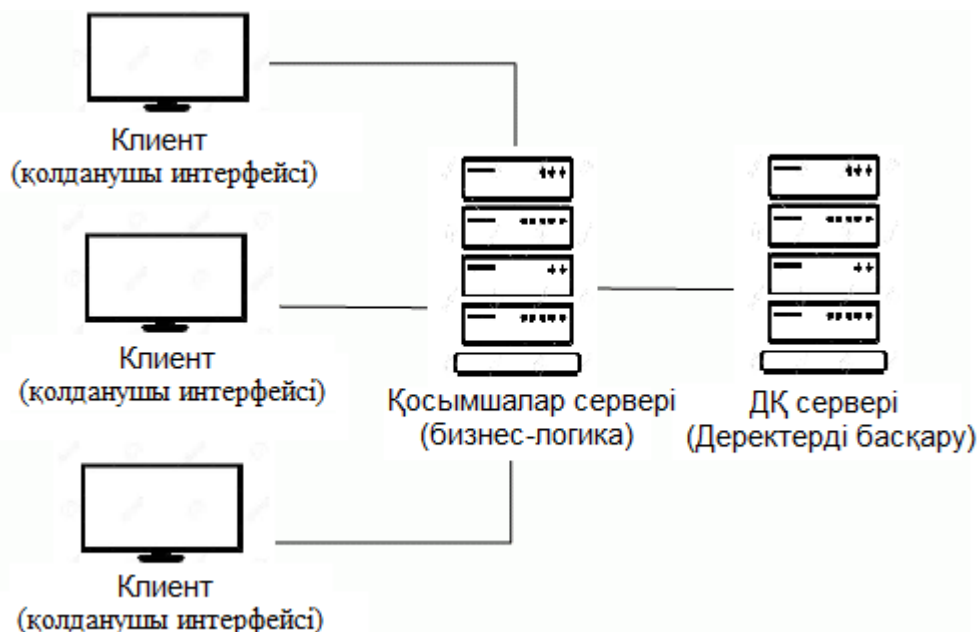 Клиент
(қолданушы интерфейсі)
Клиент
(қолданушы интерфейсі)
Қосымшалар сервері
(бизнес-логика)
ДҚ сервері
(Деректерді басқару)
Клиент
(қолданушы интерфейсі)